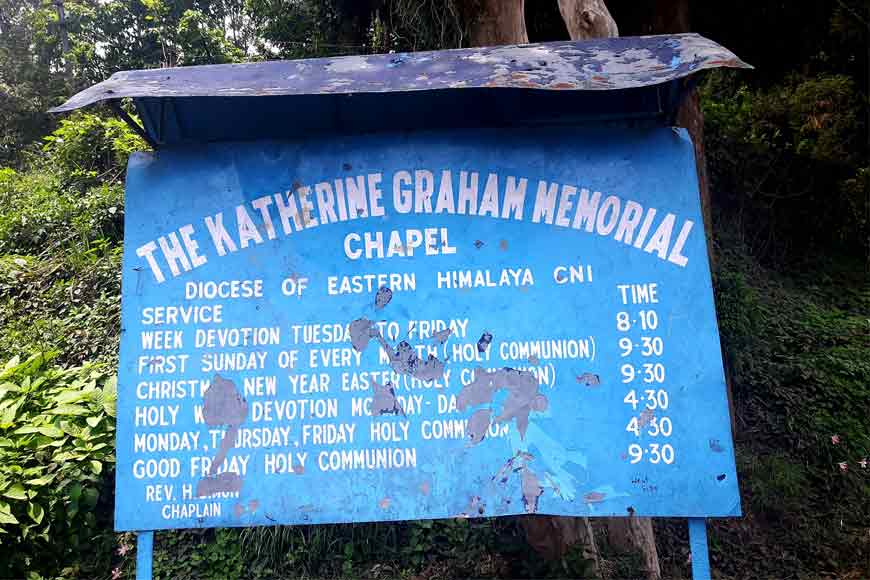 THE KATHERINE GRAHAM MEMORIAL
CHAPEL
DIOCESE OF EASTERN HIMALAYA CNI
SERVICE TIME
WEEK DEVOTION TUESDAY TO FRIDAY 8·10
FIRST SUNDAY OF EVERY (HOLY COMMUNION) 9·30
NEW YEAR EASTER (HOLY 9·30
HOLY DEVOTION 4·30
MONDAY, THURSDAY, FRIDAY HOLY 4·30
GOOD FRIDAY HOLY COMMUNION 9·30
REV. H.
CHAPLAIN